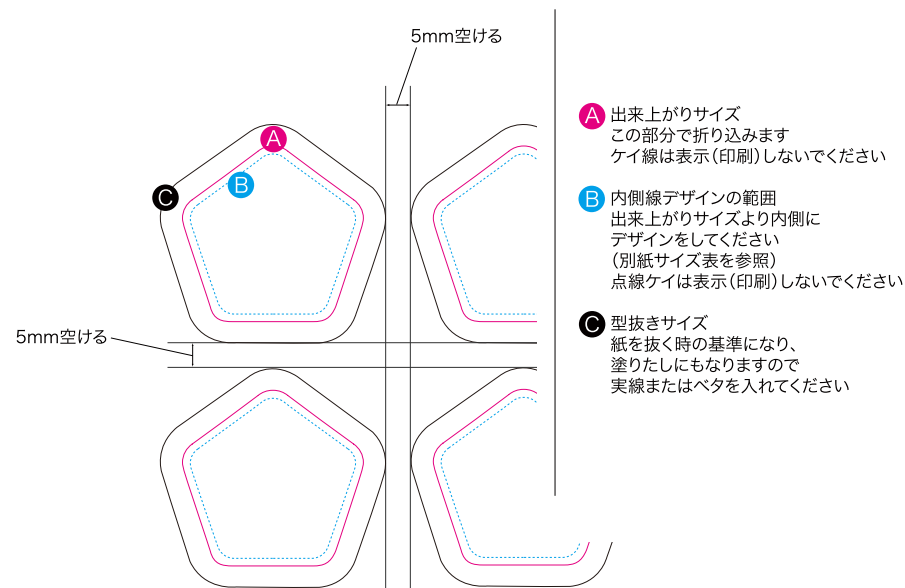 5mm空ける
A
B
C
5mm空ける
A 出来上がりサイズ
この部分で折り込みます
ケイ線は表示(印刷)しないでください
B 内側線デザインの範囲
出来上がりサイズより内側に
デザインをしてください
(別紙サイズ表を参照)
点線ケイは表示(印刷)しないでください
C 型抜きサイズ
紙を抜く時の基準になり、
塗りたしにもなりますので
実線またはベタを入れてください